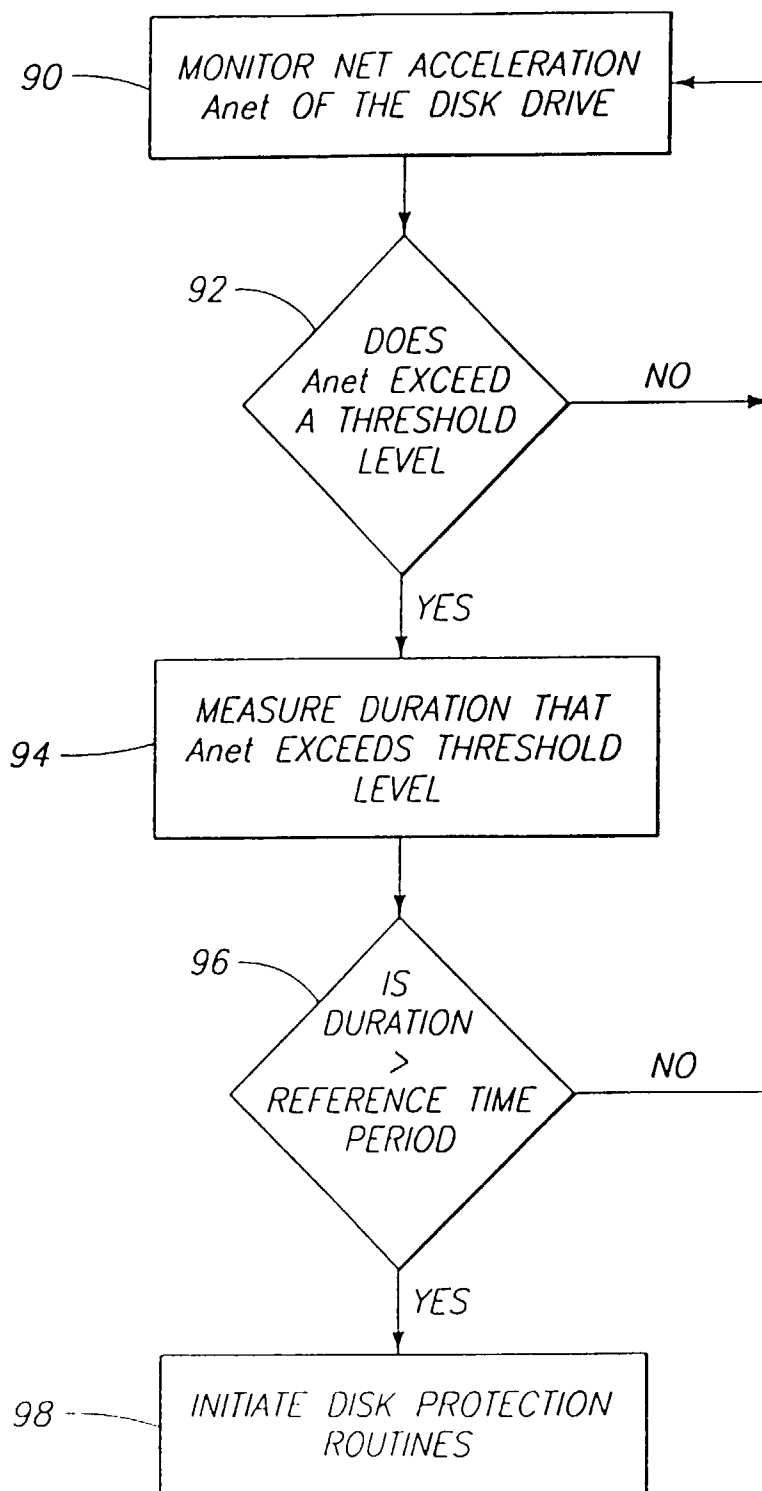 90
MONITOR NET ACCELERATION
Anet OF THE DISK DRIVE
92
DOES
Anet EXCEED
A THRESHOLD
LEVEL
NO
YES
94
MEASURE DURATION THAT
Anet EXCEEDS THRESHOLD
LEVEL
96
IS
DURATION
>
REFERENCE TIME
PERIOD
NO
YES
98
INITIATE DISK PROTECTION
ROUTINES